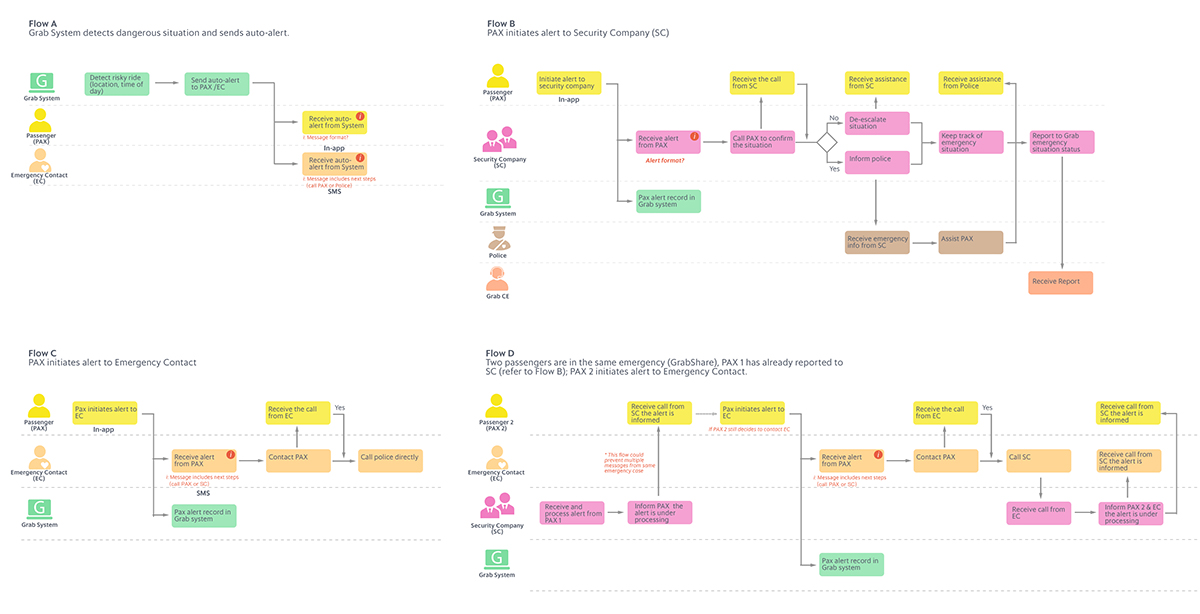 Flow A
Grab System detects dangerous situation and sends auto-alert.
G
Grab System
Detect risky ride
(location, time of
day)
Send auto-alert
to PAX /EC
Passenger
(PAX)
Receive auto-
alert from System
i
! Message format?
In-app
Emergency Contact
(EC)
Receive auto-
alert from System
i
! Message includes next steps
(call PAX or Police)
SMS
Flow B
PAX initiates alert to Security Company (SC)
Passenger
(PAX)
Initiate alert to
security company
In-app
Receive the call
from SC
Receive assistance
from SC
Receive assistance
from Police
Security Company
(SC)
Receive alert
from PAX
i
Alert format?
Call PAX to confirm
the situation
No
Yes
De-escalate
situation
Inform police
Keep track of
emergency
situation
Report to Grab
emergency
situation status
G
Grab System
Pax alert record in
Grab system
Police
Receive emergency
info from SC
Assist PAX
Grab CE
Receive Report
Flow C
PAX initiates alert to Emergency Contact
Passenger
(PAX)
Pax initiates alert to
EC
In-app
Receive the call
from EC
Yes
Emergency Contact
(EC)
Receive alert
from PAX
i
! Message includes next steps
(call PAX or SC)
SMS
Contact PAX
Call police directly
G
Grab System
Pax alert record in
Grab system
Flow D
Two passengers are in the same emergency (GrabShare), PAX 1 has already reported to
SC (refer to Flow B); PAX 2 initiates alert to Emergency Contact.
Passenger 2
(PAX 2)
Receive call from
SC the alert is
informed
Pax initiates alert to
EC
If PAX 2 still decides to contact EC
Receive the call
from EC
Yes
Receive call from
SC the alert is
informed
Emergency Contact
(EC)
* This flow could
prevent multiple
messages from same
emergency case
Receive alert
from PAX
i
! Message includes next steps
(call PAX or SC)
Contact PAX
Call SC
Receive call from
SC the alert is
informed
Security Company
(SC)
Receive and
process alert from
PAX 1
Inform PAX the
alert is under
processing
Receive call from
EC
Inform PAX 2 & EC
the alert is under
processing
G
Grab System
Pax alert record in
Grab system